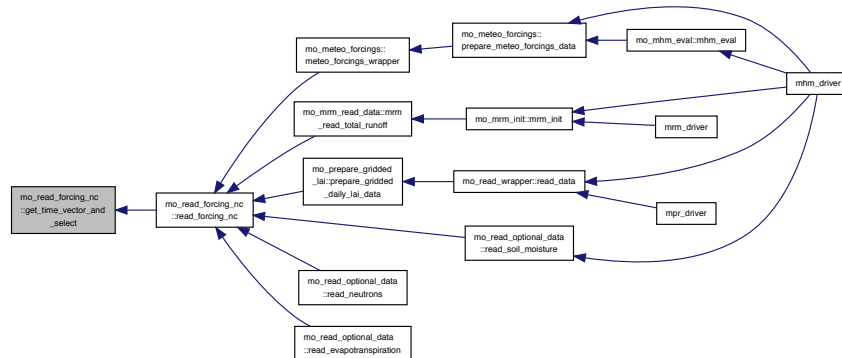 mo_read_forcing_nc
::get_time_vector_and
_select
mo_read_forcing_nc
::read_forcing_nc
mo_meteo_forcings::
meteo_forcings_wrapper
mo_mrm_read_data::mrm
_read_total_runoff
mo_prepare_gridded
_lai::prepare_gridded
_daily_lai_data
mo_read_optional_data
::read_neutrons
mo_read_optional_data
::read_evapotranspiration
mo_meteo_forcings::
prepare_meteo_forcings_data
mo_mrm_init::mrm_init
mo_read_wrapper::read_data
mo_read_optional_data
::read_soil_moisture
mo_mhm_eval::mhm_eval
mrm_driver
mpr_driver
mhm_driver